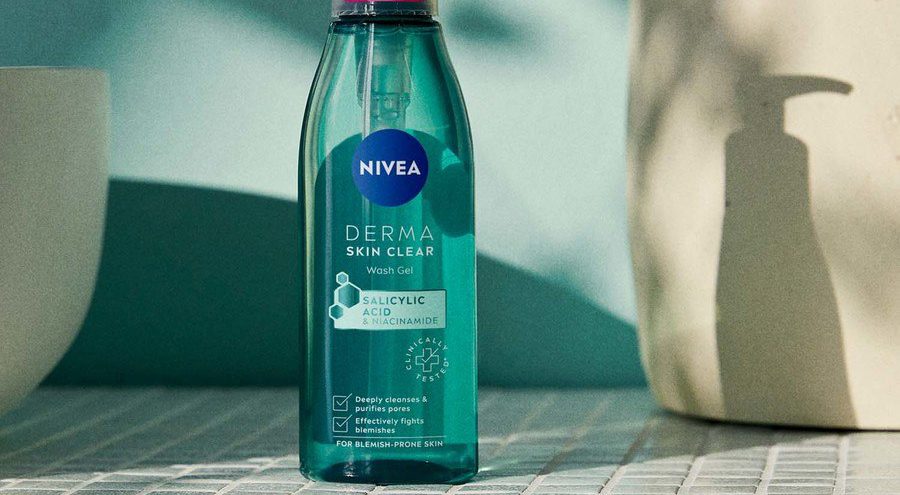 NIVEA
DERMA
SKIN CLEAR
Wash Gel
SALICYLIC
ACID
& NIACINAMIDE
CLINICALLY TESTED*
Deeply cleanses &
purifies pores
Effectively fights
blemishes
FOR BLEMISH-PRONE SKIN